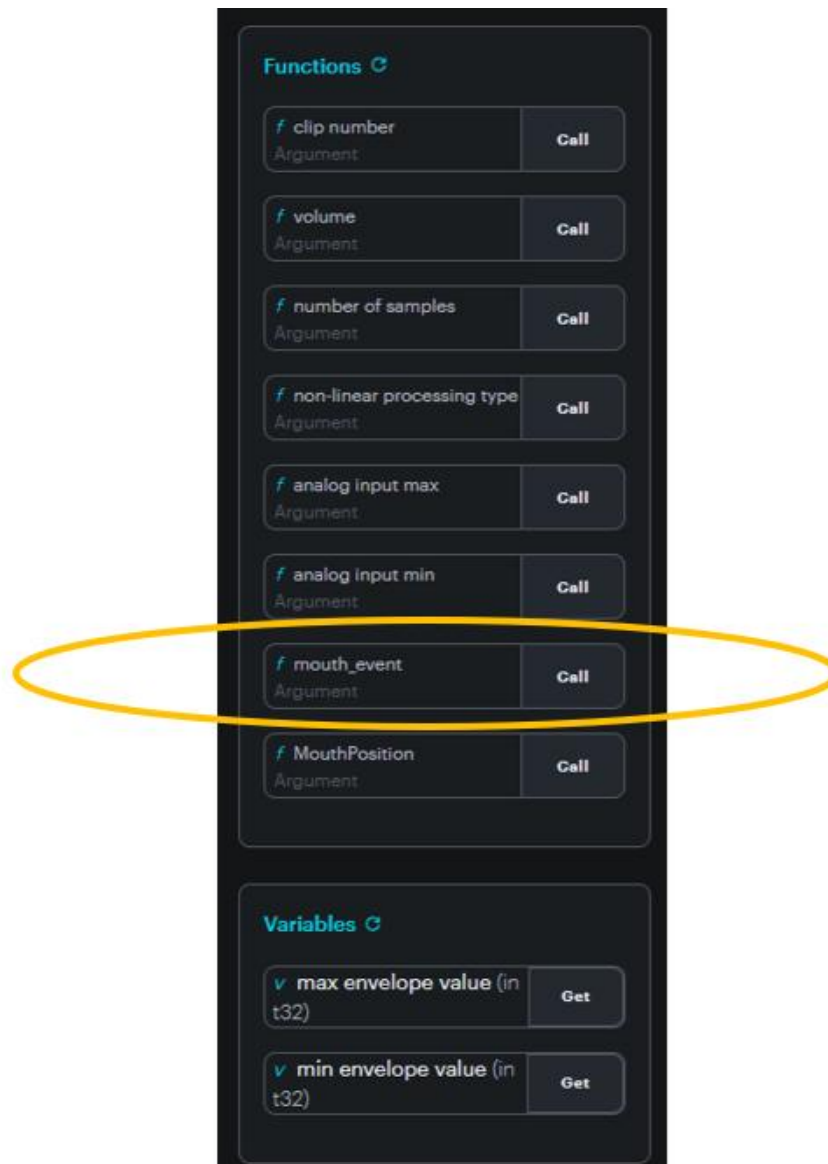 Functions
f clip number
Argument
Call
f volume
Argument
Call
f number of samples
Argument
Call
f non-linear processing type
Argument
Call
f analog input max
Argument
Call
f analog input min
Argument
Call
f mouth_event
Argument
Call
f MouthPosition
Argument
Call
Variables
v max envelope value (in
t32)
Get
v min envelope value (in
t32)
Get